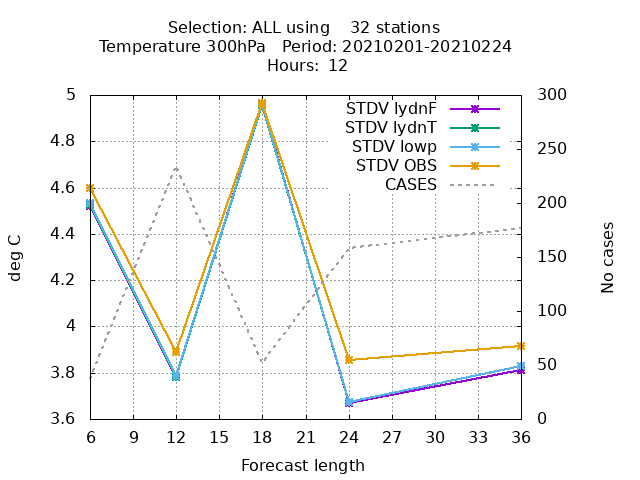 Selection: ALL using    32 stations
Temperature 300hPa   Period: 20210201-20210224
Hours:  12
STDV lydnF
STDV lydnT
STDV lowp
STDV OBS
CASES
deg C
5
4.8
4.6
4.4
4.2
4
3.8
3.6
300
250
200
150
100
50
0
No cases
6 9 12 15 18 21 24 27 30 33 36
Forecast length